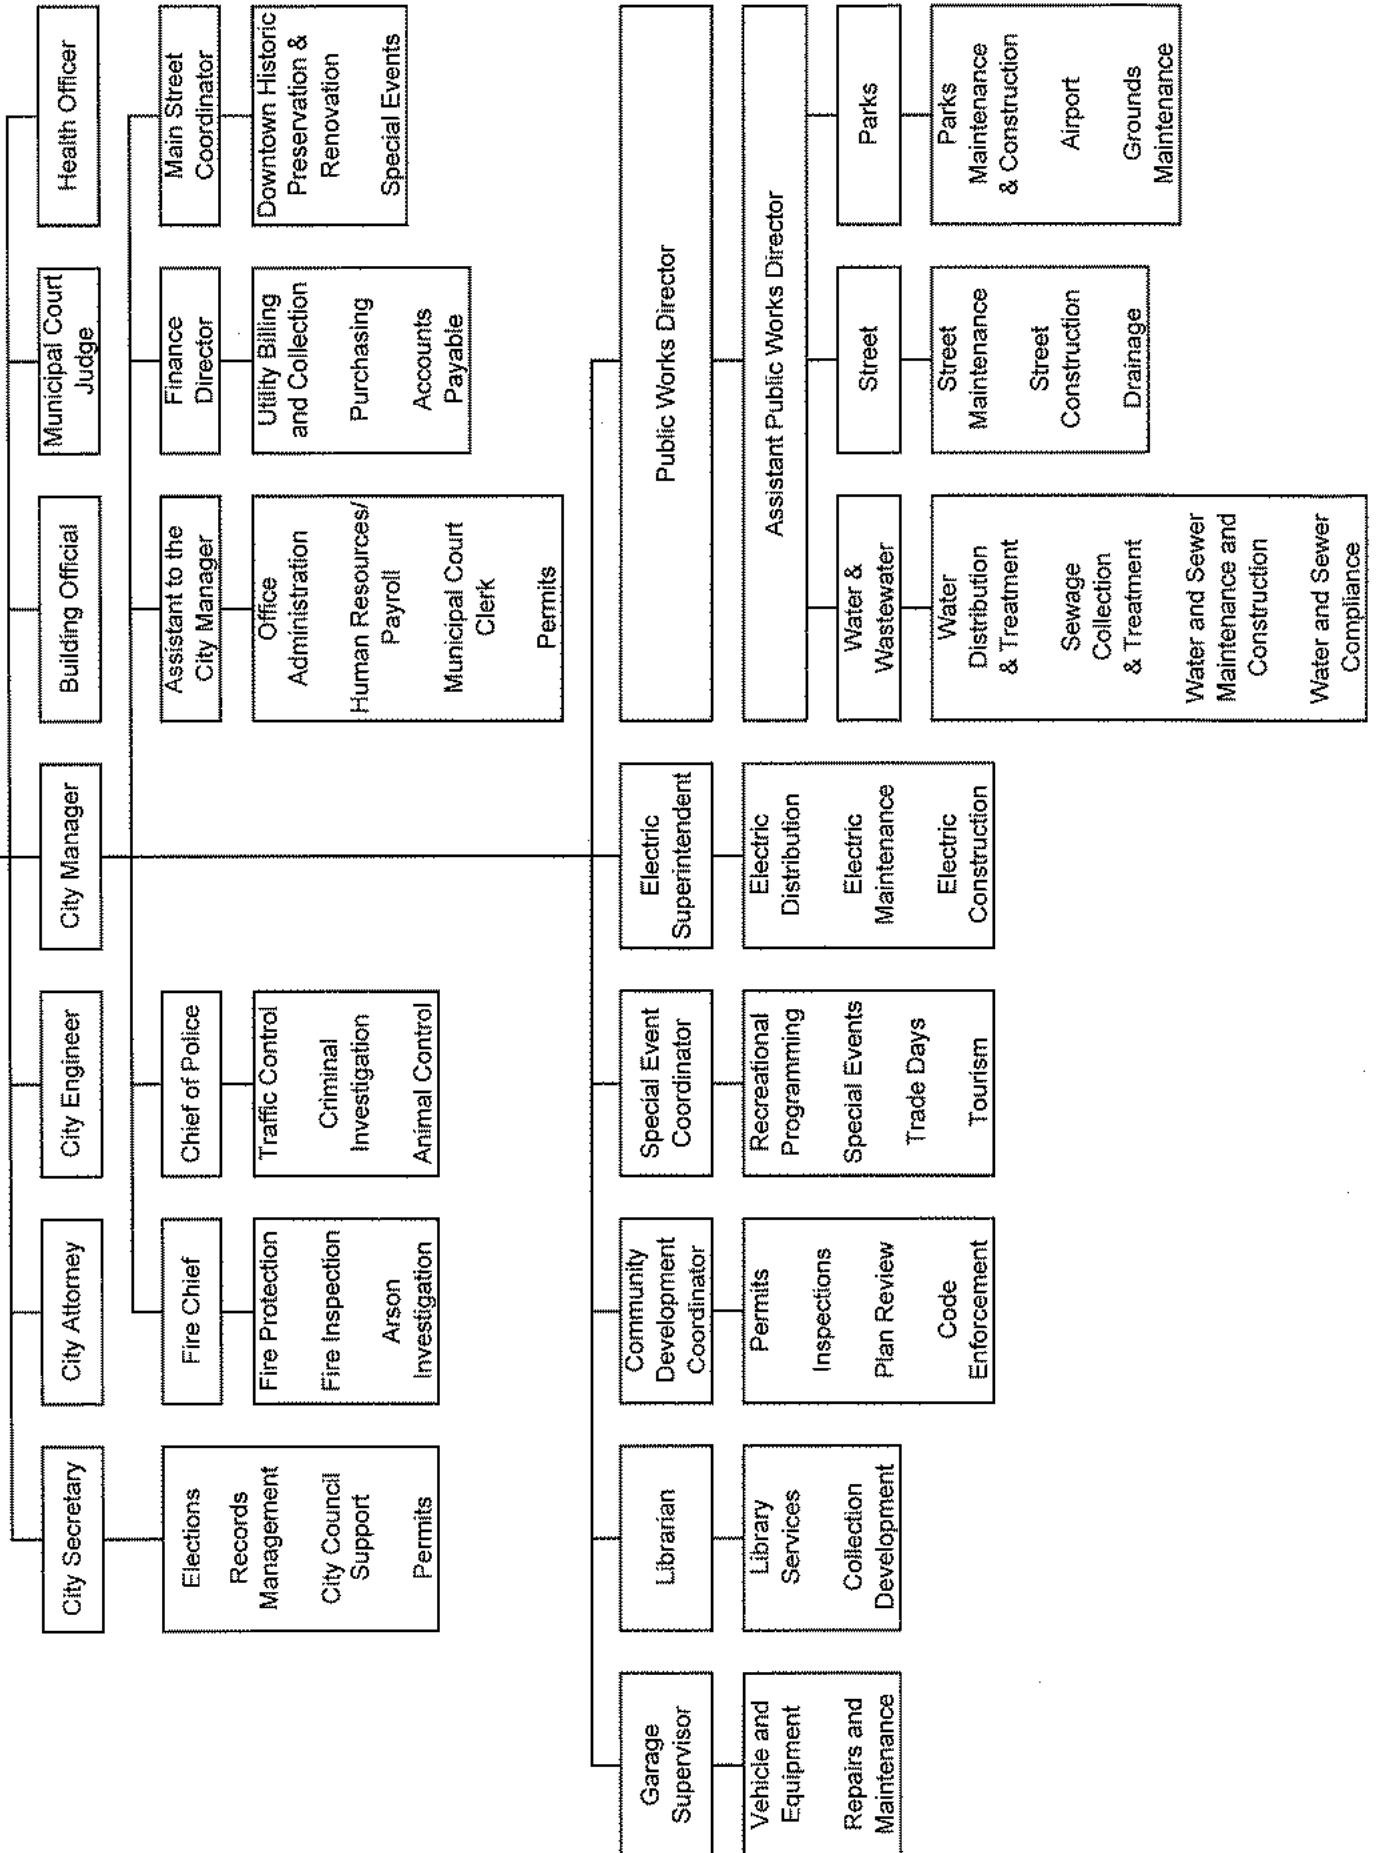 City Secretary
City Attorney
City Engineer
City Manager
Building Official
Municipal Court
Judge
Health Officer
Elections
Records
Management
City Council
Support
Permits
Fire Chief
Fire Protection
Fire Inspection
Arson
Investigation
Chief of Police
Traffic Control
Criminal
Investigation
Animal Control
Assistant to the
City Manager
Office
Administration
Human Resources/
Payroll
Municipal Court
Clerk
Permits
Finance
Director
Utility Billing
and Collection
Purchasing
Accounts
Payable
Main Street
Coordinator
Downtown Historic
Preservation &
Renovation
Special Events
Garage
Supervisor
Vehicle and
Equipment
Repairs and
Maintenance
Librarian
Library
Services
Collection
Development
Community
Development
Coordinator
Permits
Inspections
Plan Review
Code
Enforcement
Special Event
Coordinator
Recreational
Programming
Special Events
Trade Days
Tourism
Electric
Superintendent
Electric
Distribution
Electric
Maintenance
Electric
Construction
Public Works Director
Assistant Public Works Director
Water &
Wastewater
Water
Distribution
& Treatment
Sewage
Collection
& Treatment
Water and Sewer
Maintenance and
Construction
Water and Sewer
Compliance
Street
Street
Maintenance
Street
Construction
Drainage
Parks
Parks
Maintenance
& Construction
Airport
Grounds
Maintenance